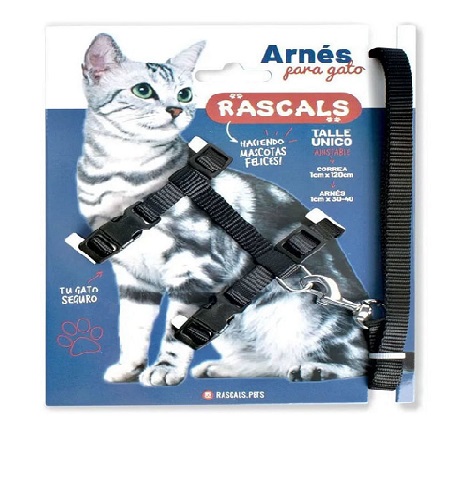 Arnés
para gato
RASCALS
HACIENDO
MASCOTAS
FELICES!
TALLE
UNICO
AJUSTABLE
CORREA
1cm x 120cm
ARNÉS
1cm x 30-40
TU GATO
SEGURO
RASCALS.PETS